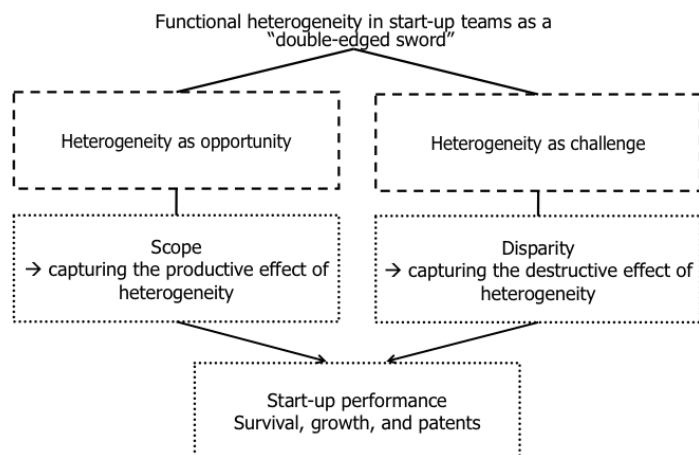 Functional heterogeneity in start-up teams as a
“double-edged sword”
Heterogeneity as opportunity
Heterogeneity as challenge
Scope
→ capturing the productive effect of
heterogeneity
Disparity
→ capturing the destructive effect of
heterogeneity
Start-up performance
Survival, growth, and patents